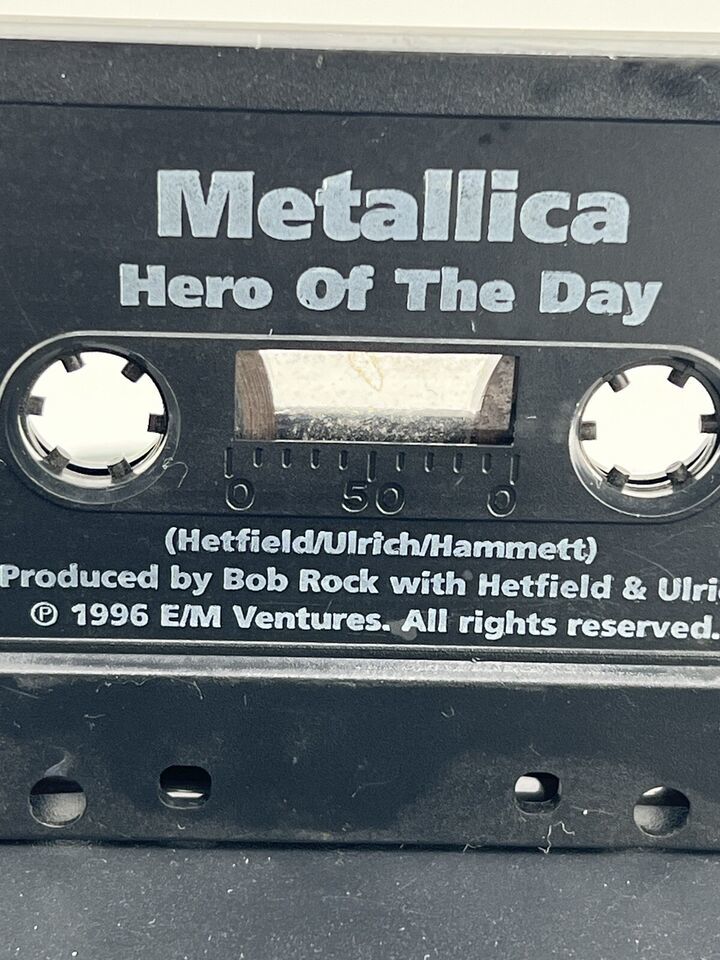 Metallica
Hero Of The Day
0 50 0
(Hetfield/Ulrich/Hammett)
Produced by Bob Rock with Hetfield & Ulri
℗ 1996 E/M Ventures. All rights reserved.